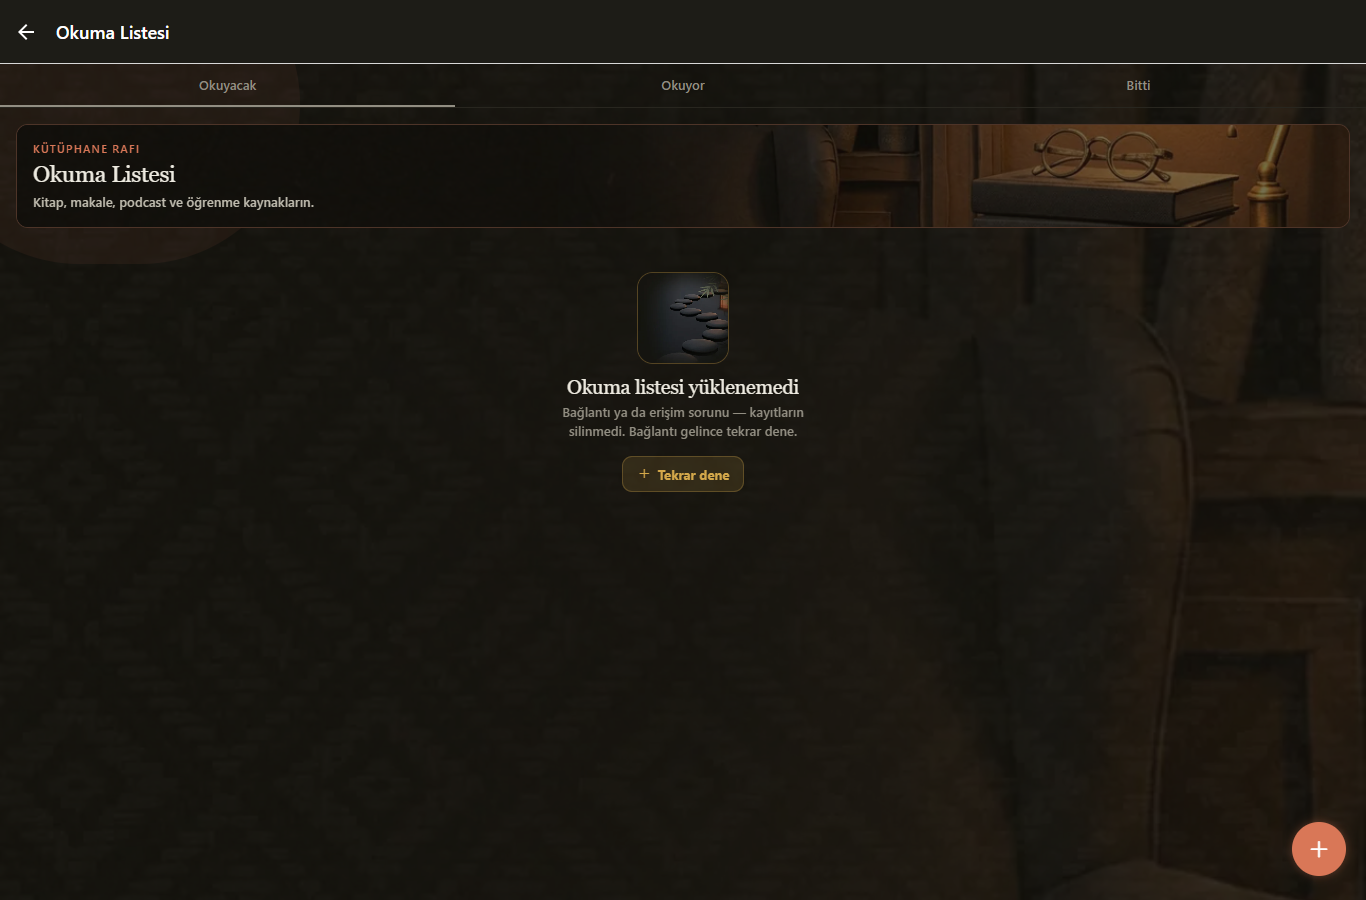 Okuma Listesi
Okuyacak
Okuyor
Bitti
KÜTÜPHANE RAFI
Okuma Listesi
Kitap, makale, podcast ve öğrenme kaynakların.
Okuma listesi yüklenemedi
Bağlantı ya da erişim sorunu — kayıtların
silinmedi. Bağlantı gelince tekrar dene.
Tekrar dene